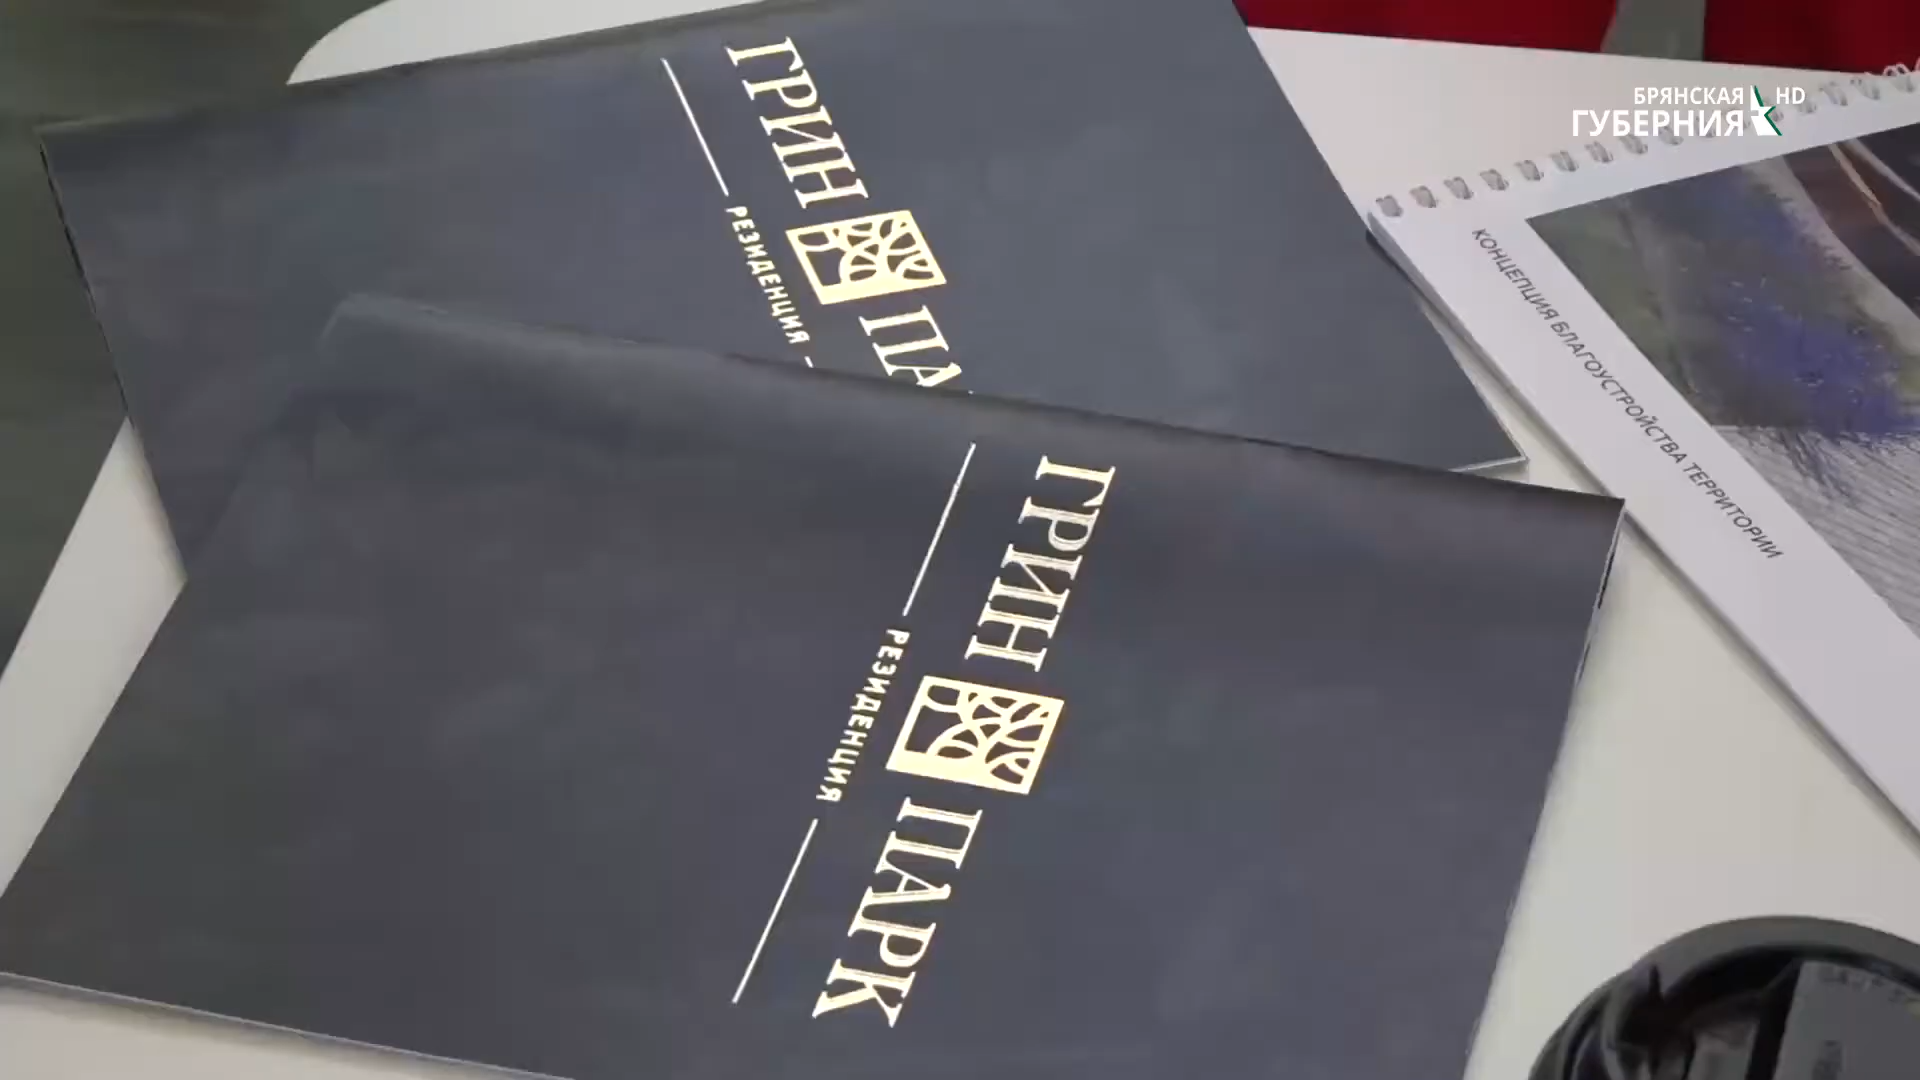 ГРИН ПА
РЕЗИДЕНЦИЯ
ГРИН ПАРК
РЕЗИДЕНЦИЯ
КОНЦЕПЦИЯ БЛАГОУСТРОЙСТВА ТЕРРИТОРИИ
БРЯНСКАЯ HD
ГУБЕРНИЯ